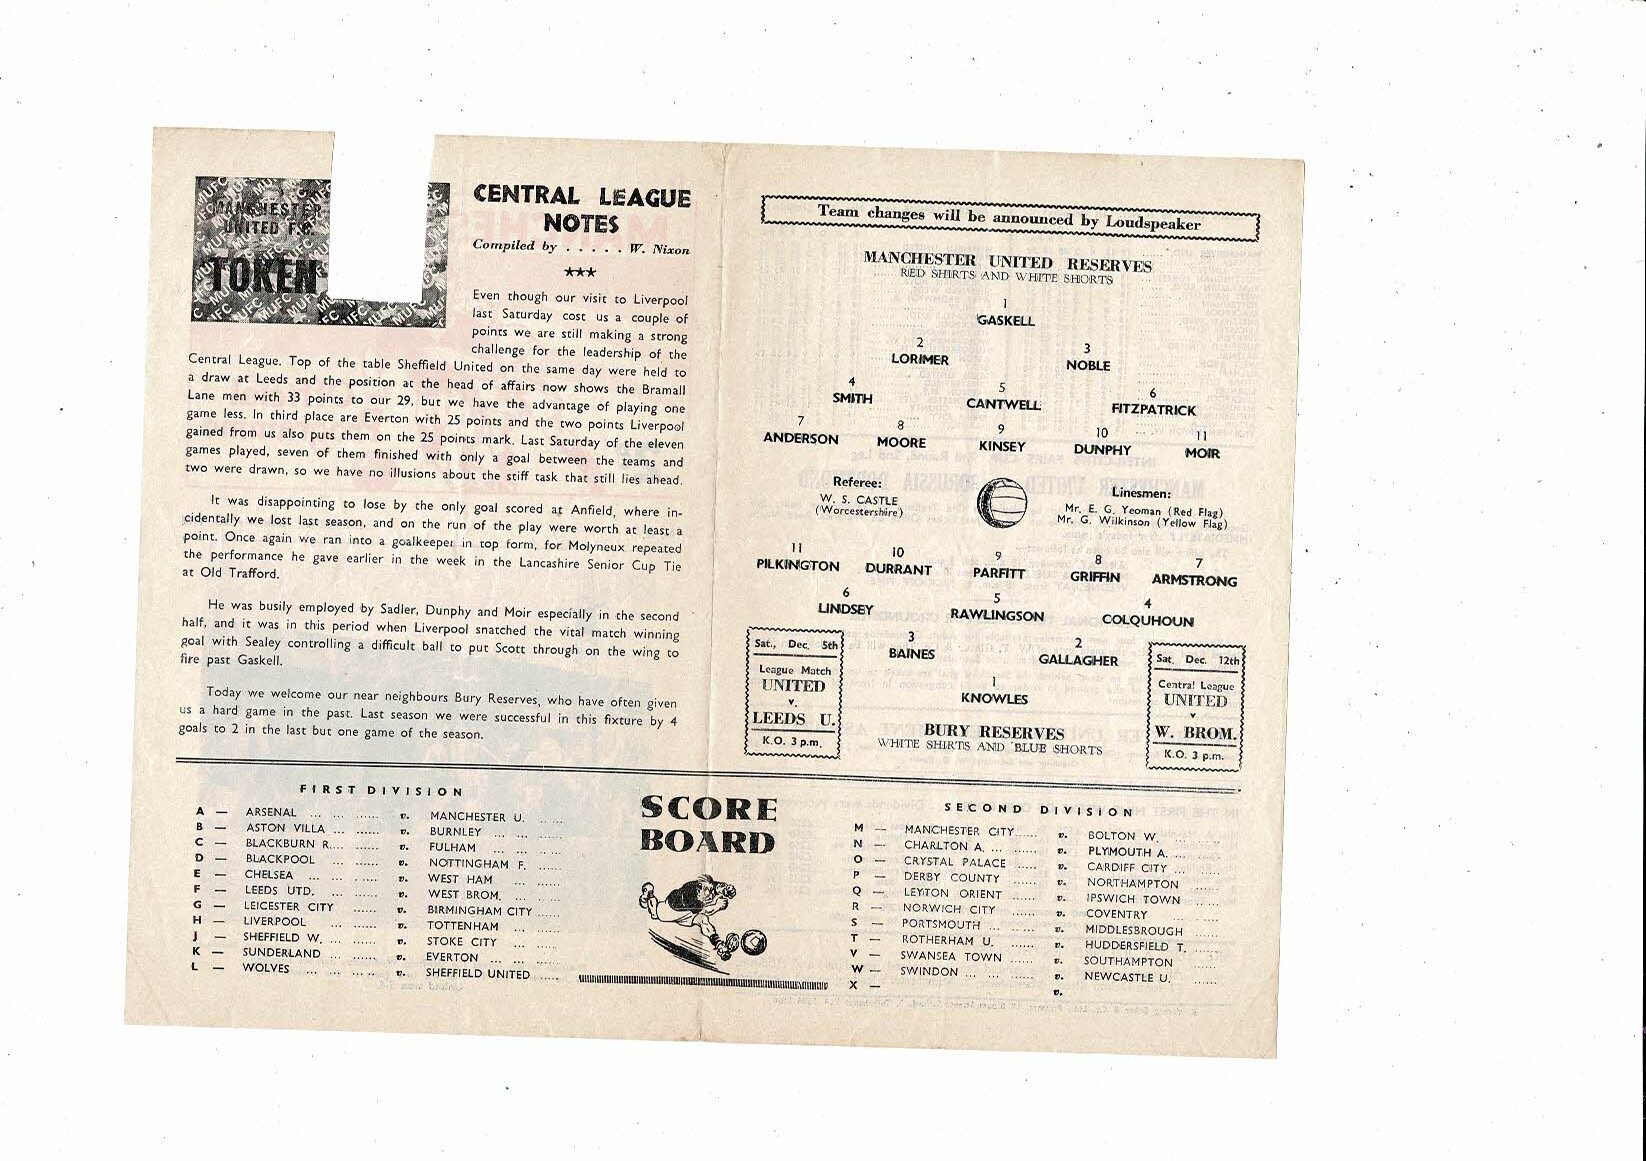 MANCHESTER
UNITED F.C.
TOKEN
CENTRAL LEAGUE
NOTES
Compiled by . . . . . W. Nixon
★★★
Even though our visit to Liverpool
last Saturday cost us a couple of
points we are still making a strong
challenge for the leadership of the
Central League. Top of the table Sheffield United on the same day were held to
a draw at Leeds and the position at the head of affairs now shows the Bramall
Lane men with 33 points to our 29, but we have the advantage of playing one
game less. In third place are Everton with 25 points and the two points Liverpool
gained from us also puts them on the 25 points mark. Last Saturday of the eleven
games played, seven of them finished with only a goal between the teams and
two were drawn, so we have no illusions about the stiff task that still lies ahead.
It was disappointing to lose by the only goal scored at Anfield, where in-
cidentally we lost last season, and on the run of the play were worth at least a
point. Once again we ran into a goalkeeper in top form, for Molyneux repeated
the performance he gave earlier in the week in the Lancashire Senior Cup Tie
at Old Trafford.
He was busily employed by Sadler, Dunphy and Moir especially in the second
half, and it was in this period when Liverpool snatched the vital match winning
goal with Sealey controlling a difficult ball to put Scott through on the wing to
fire past Gaskell.
Today we welcome our near neighbours Bury Reserves, who have often given
us a hard game in the past. Last season we were successful in this fixture by 4
goals to 2 in the last but one game of the season.
Team changes will be announced by Loudspeaker
MANCHESTER UNITED RESERVES
RED SHIRTS AND WHITE SHORTS
1
GASKELL
2 3
LORIMER NOBLE
4 5 6
SMITH CANTWELL FITZPATRICK
7 8 9 10 11
ANDERSON MOORE KINSEY DUNPHY MOIR
Referee:
W. S. CASTLE
(Worcestershire)
Linesmen:
Mr. E. G. Yeoman (Red Flag)
Mr. G. Wilkinson (Yellow Flag)
11 10 9 8 7
PILKINGTON DURRANT PARFITT GRIFFIN ARMSTRONG
6 5 4
LINDSEY RAWLINGSON COLQUHOUN
3 2
BAINES GALLAGHER
1
KNOWLES
BURY RESERVES
WHITE SHIRTS AND BLUE SHORTS
Sat., Dec. 5th
League Match
UNITED
v.
LEEDS U.
K.O. 3 p.m.
Sat. Dec. 12th
Central League
UNITED
v
W. BROM.
K.O. 3 p.m.
FIRST DIVISION
A — ARSENAL ... ... ...... v. MANCHESTER U. .. ....
B — ASTON VILLA ... ...... v. BURNLEY ... ... ......
C — BLACKBURN R.... ...... v. FULHAM ... ... ......
D — BLACKPOOL ... ...... v. NOTTINGHAM F. ......
E — CHELSEA ... ... ...... v. WEST HAM ... ......
F — LEEDS UTD. ... ...... v. WEST BROM. ... ......
G — LEICESTER CITY ...... v. BIRMINGHAM CITY ......
H — LIVERPOOL ... ...... v. TOTTENHAM ... ......
J — SHEFFIELD W. ... ...... v. STOKE CITY ... ......
K — SUNDERLAND ... ...... v. EVERTON ... ... ......
L — WOLVES ... ... ...... v. SHEFFIELD UNITED ......
SCORE
BOARD
SECOND DIVISION
M — MANCHESTER CITY...... v. BOLTON W. ... ......
N — CHARLTON A. ... ...... v. PLYMOUTH A. ... ......
O — CRYSTAL PALACE ...... v. CARDIFF CITY ... ......
P — DERBY COUNTY ...... v. NORTHAMPTON ......
Q — LEYTON ORIENT ...... v. IPSWICH TOWN ......
R — NORWICH CITY ...... v. COVENTRY ... ......
S — PORTSMOUTH ... ...... v. MIDDLESBROUGH ......
T — ROTHERHAM U. ...... v. HUDDERSFIELD T. ......
V — SWANSEA TOWN ...... v. SOUTHAMPTON ......
W — SWINDON ... ... ...... v. NEWCASTLE U. ......
X — v.